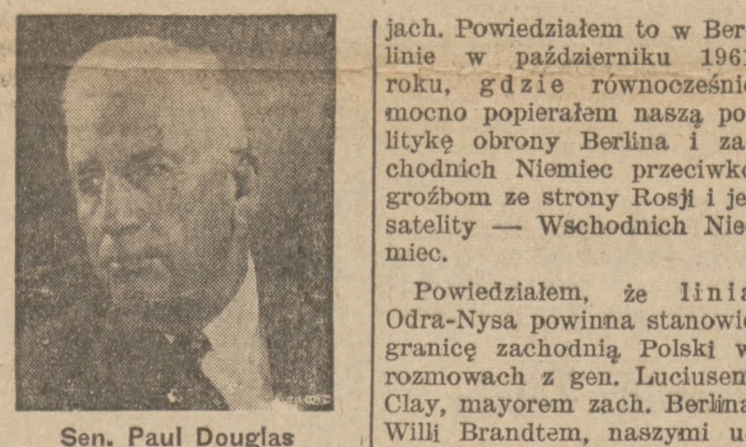 Sen. Paul Douglas
jach. Powiedziałem to w Ber-
linie w październiku 1961
roku, gdzie równocześnie
mocno popierałem naszą po-
litykę obrony Berlina i za-
chodnich Niemiec przeciwko
groźbom ze strony Rosji i je
satelity — Wschodnich Nie-
miec.
Powiedziałem, że linia
Odra-Nysa powinna stanowić
granicę zachodnią Polski w
rozmowach z gen. Luciusem
Clay, mayorem zach. Berlina
Willi Brandtem, naszymi u